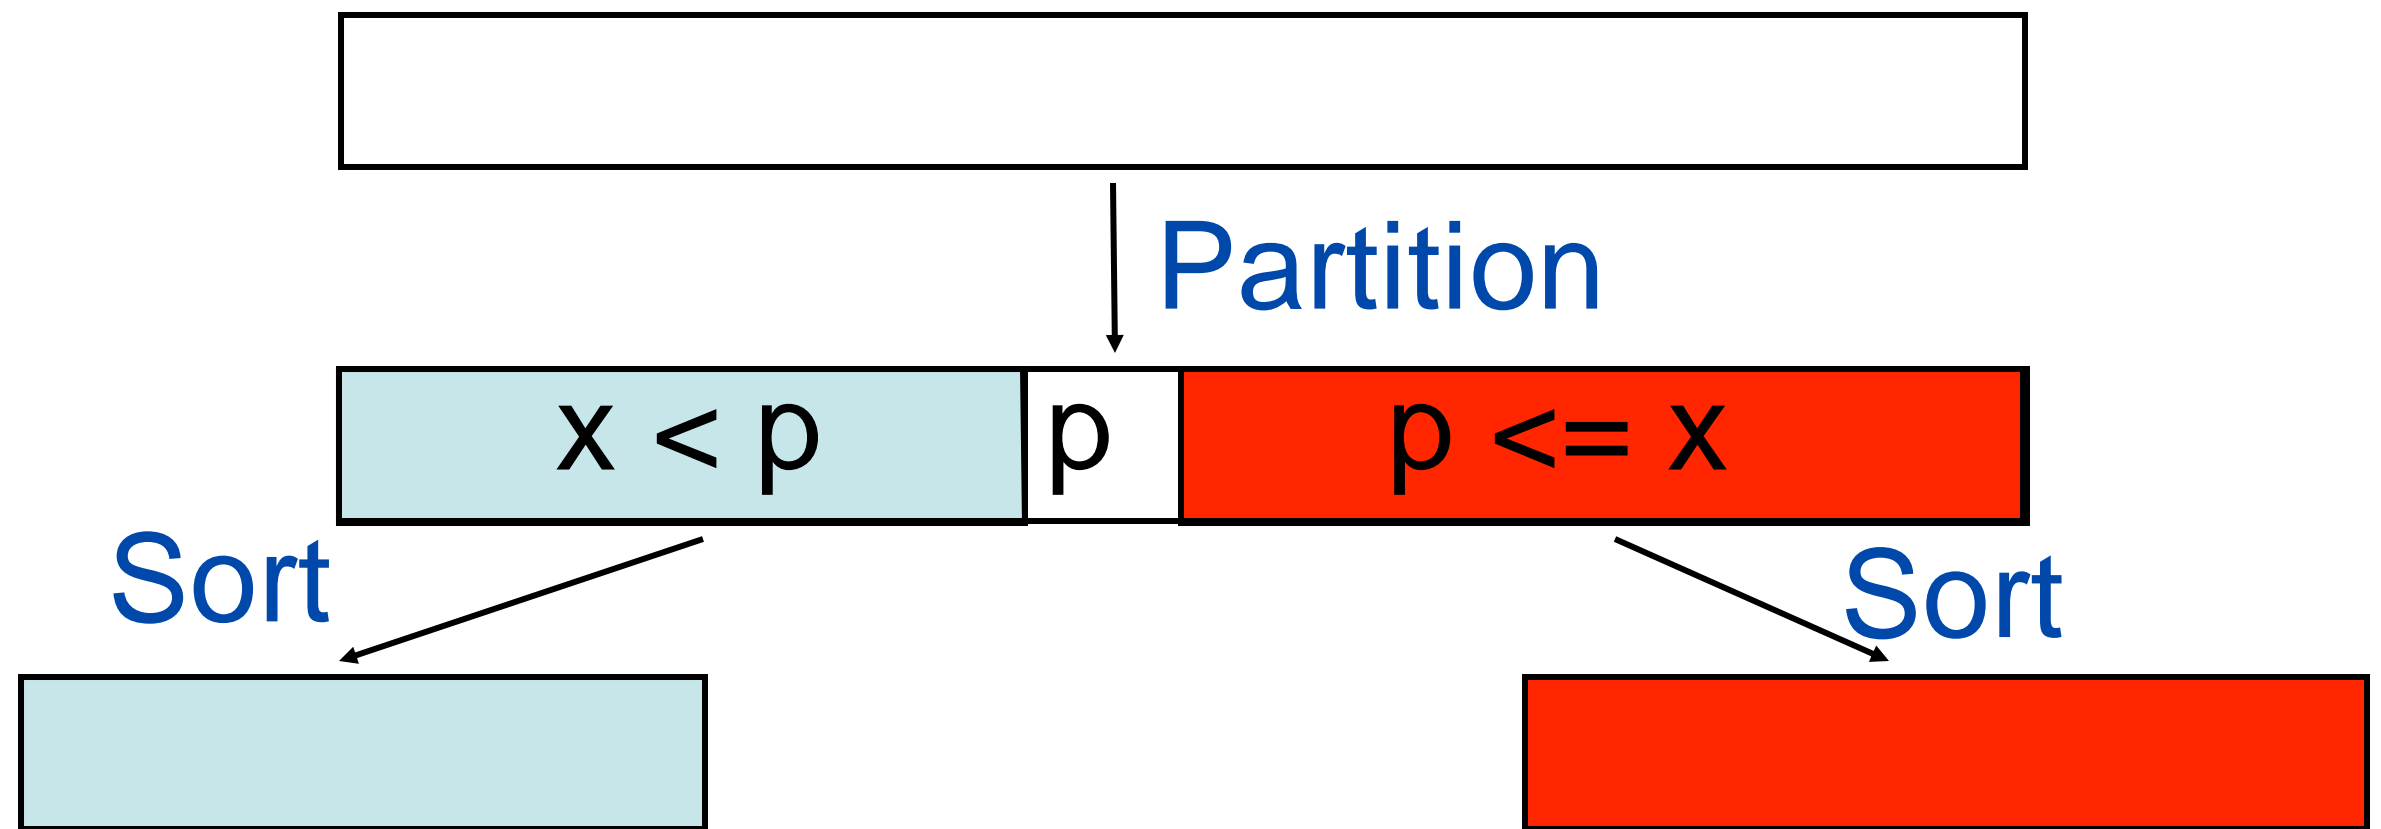 Partition
x < p
p
p <= x
Sort
Sort